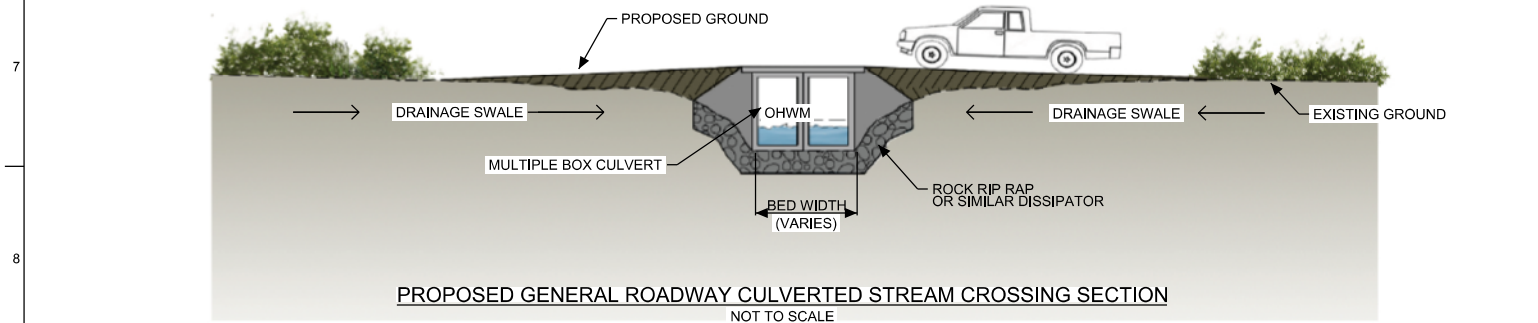 PROPOSED GROUND
7
DRAINAGE SWALE
OHWM
DRAINAGE SWALE
EXISTING GROUND
MULTIPLE BOX CULVERT
ROCK RIP RAP
OR SIMILAR DISSIPATOR
BED WIDTH
(VARIES)
8
PROPOSED GENERAL ROADWAY CULVERTED STREAM CROSSING SECTION
NOT TO SCALE